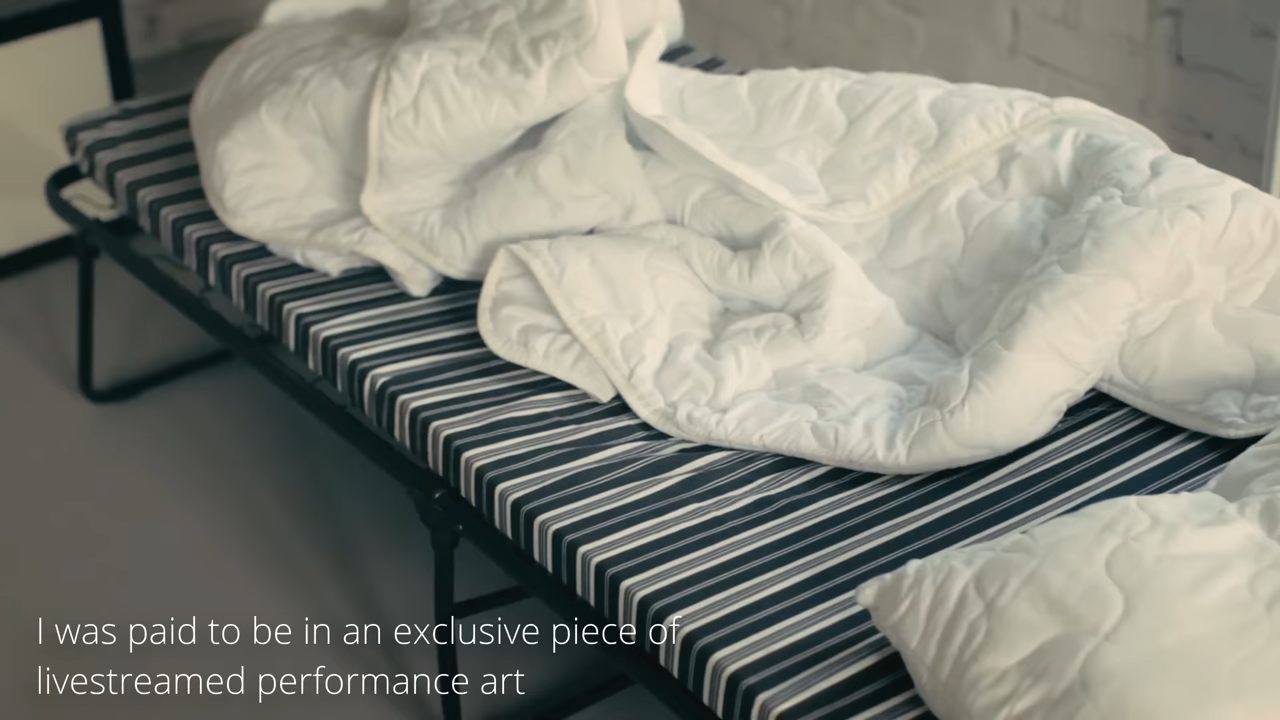 I was paid to be in an exclusive piece of
livestreamed performance art